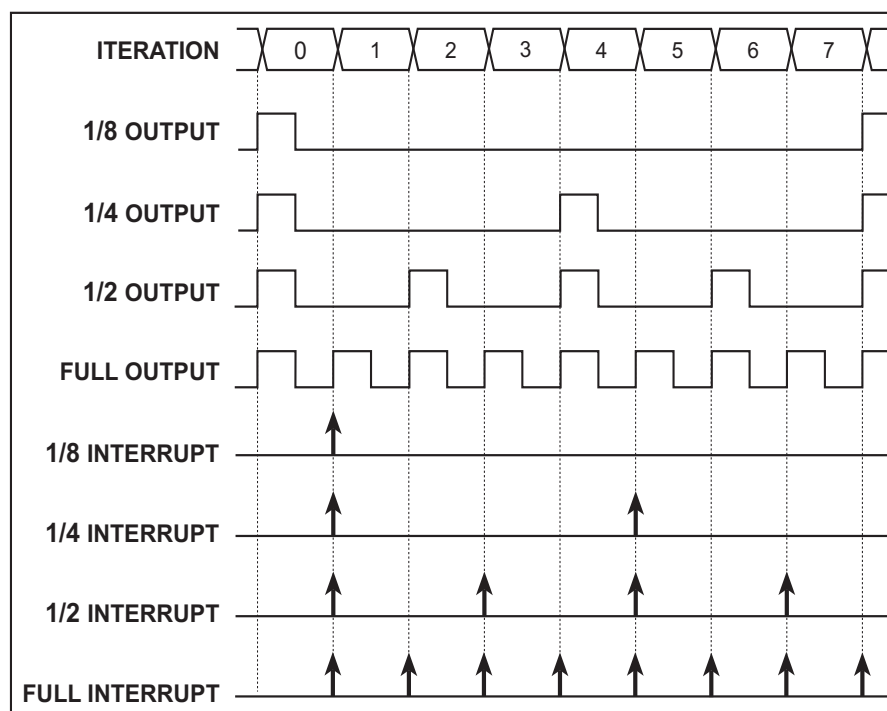 ITERATION 0 1 2 3 4 5 6 7
1/8 OUTPUT
1/4 OUTPUT
1/2 OUTPUT
FULL OUTPUT
1/8 INTERRUPT
1/4 INTERRUPT
1/2 INTERRUPT
FULL INTERRUPT